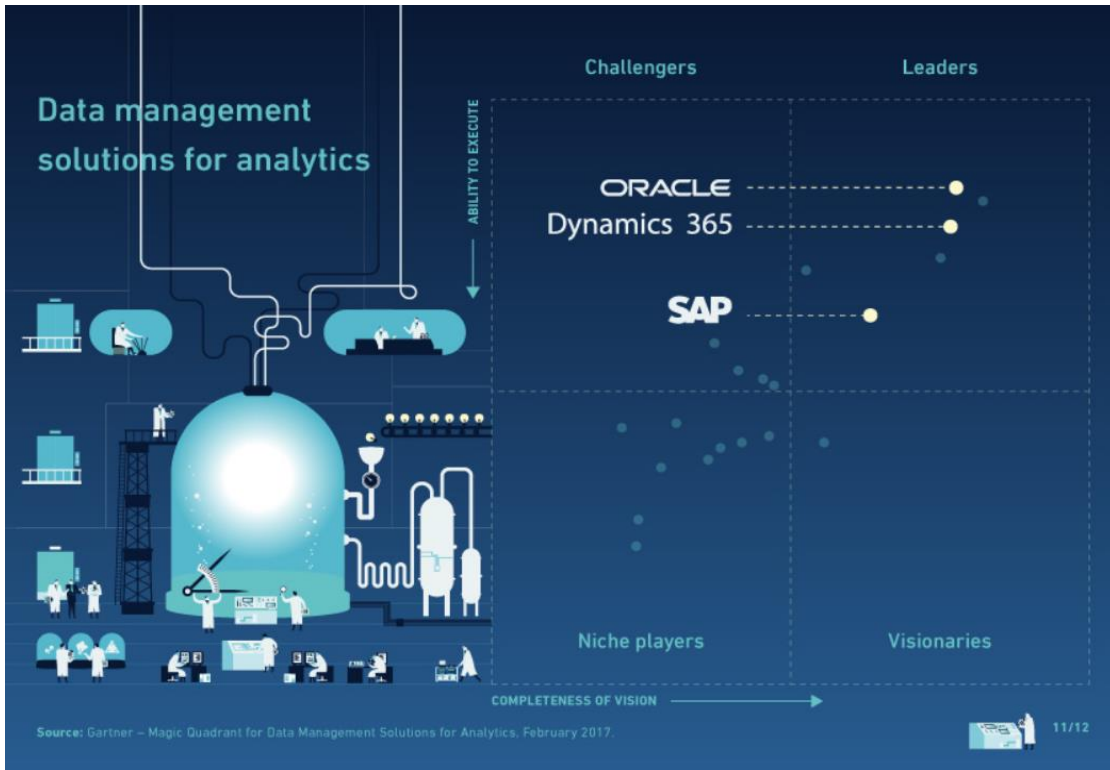 Data management
solutions for analytics
Challengers
Leaders
ABILITY TO EXECUTE
ORACLE
Dynamics 365
SAP
Niche players
Visionaries
COMPLETENESS OF VISION
Source: Gartner – Magic Quadrant for Data Management Solutions for Analytics, February 2017.
11/12